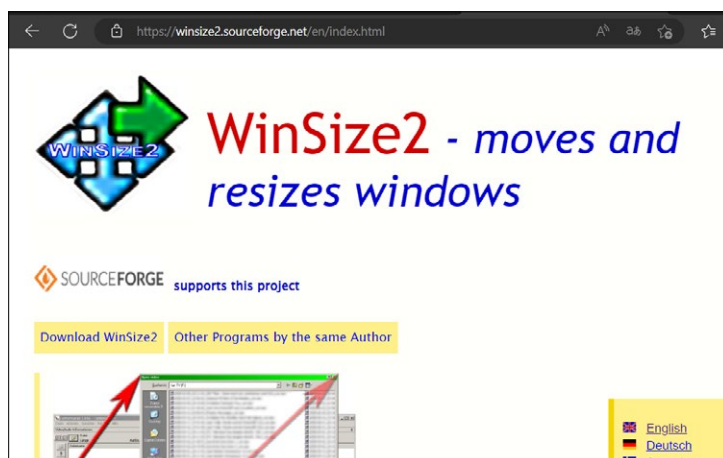 https://winsize2.sourceforge.net/en/index.html
WINSIZE2
WinSize2 - moves and
resizes windows
SOURCEFORGE supports this project
Download WinSize2 Other Programs by the same Author
English
Deutsch